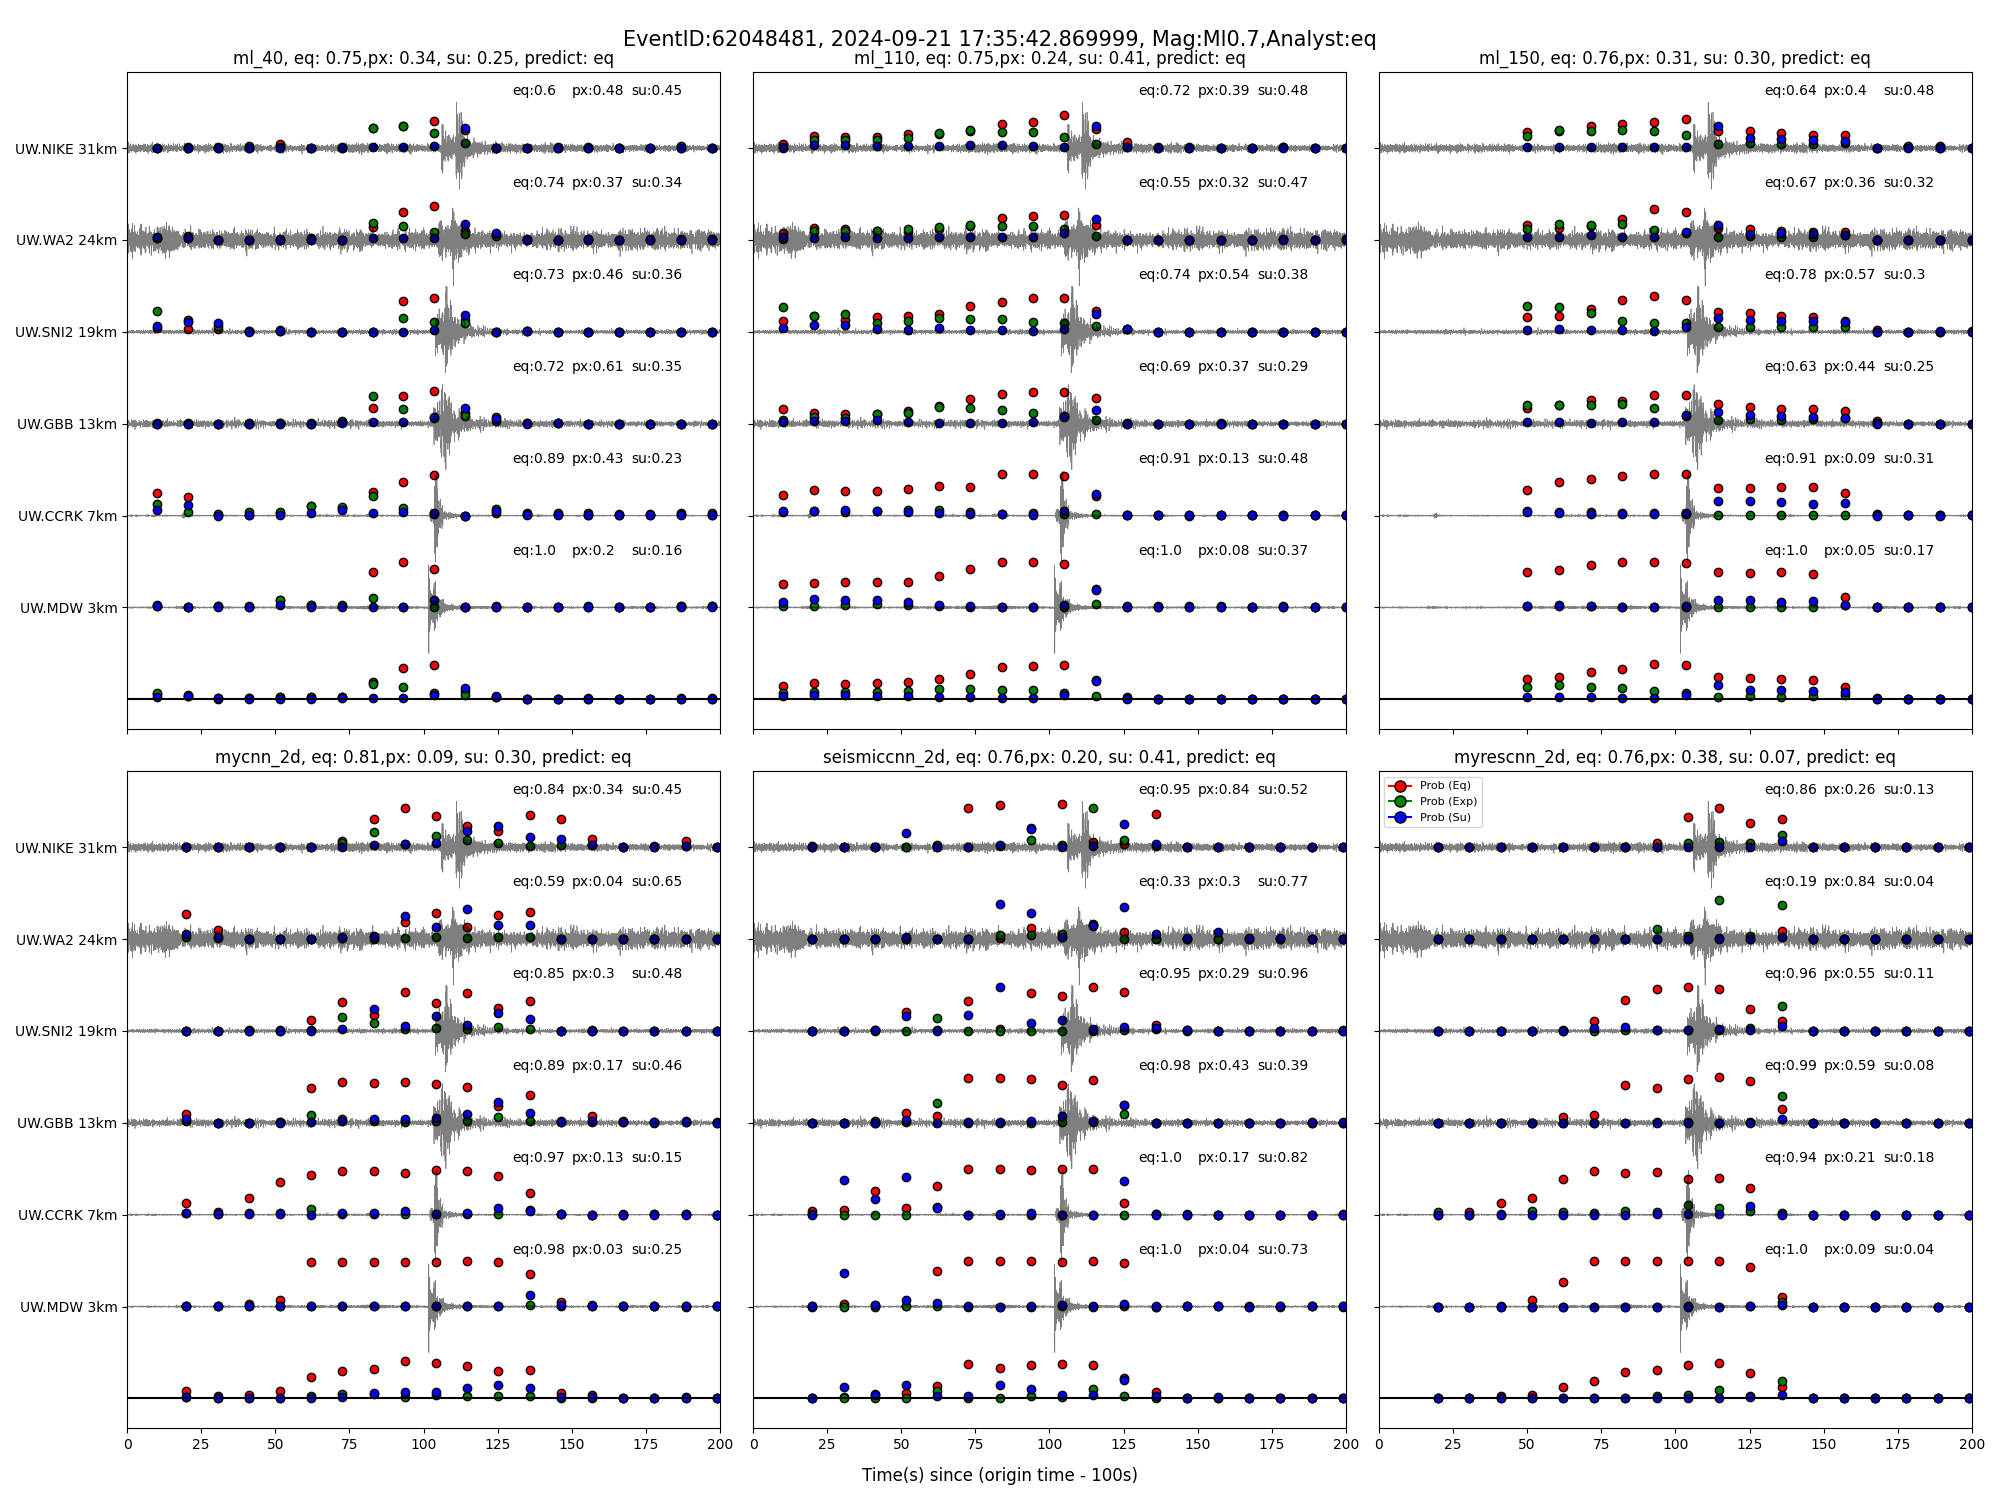 EventID:62048481, 2024-09-21 17:35:42.869999, Mag:Ml0.7,Analyst:eq
ml_40, eq: 0.75,px: 0.34, su: 0.25, predict: eq
eq:0.6 px:0.48 su:0.45
UW.NIKE 31km
eq:0.74 px:0.37 su:0.34
UW.WA2 24km
eq:0.73 px:0.46 su:0.36
UW.SNI2 19km
eq:0.72 px:0.61 su:0.35
UW.GBB 13km
eq:0.89 px:0.43 su:0.23
UW.CCRK 7km
eq:1.0 px:0.2 su:0.16
UW.MDW 3km
ml_110, eq: 0.75,px: 0.24, su: 0.41, predict: eq
eq:0.72 px:0.39 su:0.48
eq:0.55 px:0.32 su:0.47
eq:0.74 px:0.54 su:0.38
eq:0.69 px:0.37 su:0.29
eq:0.91 px:0.13 su:0.48
eq:1.0 px:0.08 su:0.37
ml_150, eq: 0.76,px: 0.31, su: 0.30, predict: eq
eq:0.64 px:0.4 su:0.48
eq:0.67 px:0.36 su:0.32
eq:0.78 px:0.57 su:0.3
eq:0.63 px:0.44 su:0.25
eq:0.91 px:0.09 su:0.31
eq:1.0 px:0.05 su:0.17
mycnn_2d, eq: 0.81,px: 0.09, su: 0.30, predict: eq
eq:0.84 px:0.34 su:0.45
UW.NIKE 31km
eq:0.59 px:0.04 su:0.65
UW.WA2 24km
eq:0.85 px:0.3 su:0.48
UW.SNI2 19km
eq:0.89 px:0.17 su:0.46
UW.GBB 13km
eq:0.97 px:0.13 su:0.15
UW.CCRK 7km
eq:0.98 px:0.03 su:0.25
UW.MDW 3km
0 25 50 75 100 125 150 175 200
seismiccnn_2d, eq: 0.76,px: 0.20, su: 0.41, predict: eq
eq:0.95 px:0.84 su:0.52
eq:0.33 px:0.3 su:0.77
eq:0.95 px:0.29 su:0.96
eq:0.98 px:0.43 su:0.39
eq:1.0 px:0.17 su:0.82
eq:1.0 px:0.04 su:0.73
0 25 50 75 100 125 150 175 200
myrescnn_2d, eq: 0.76,px: 0.38, su: 0.07, predict: eq
Prob (Eq)
Prob (Exp)
Prob (Su)
eq:0.86 px:0.26 su:0.13
eq:0.19 px:0.84 su:0.04
eq:0.96 px:0.55 su:0.11
eq:0.99 px:0.59 su:0.08
eq:0.94 px:0.21 su:0.18
eq:1.0 px:0.09 su:0.04
0 25 50 75 100 125 150 175 200
Time(s) since (origin time - 100s)